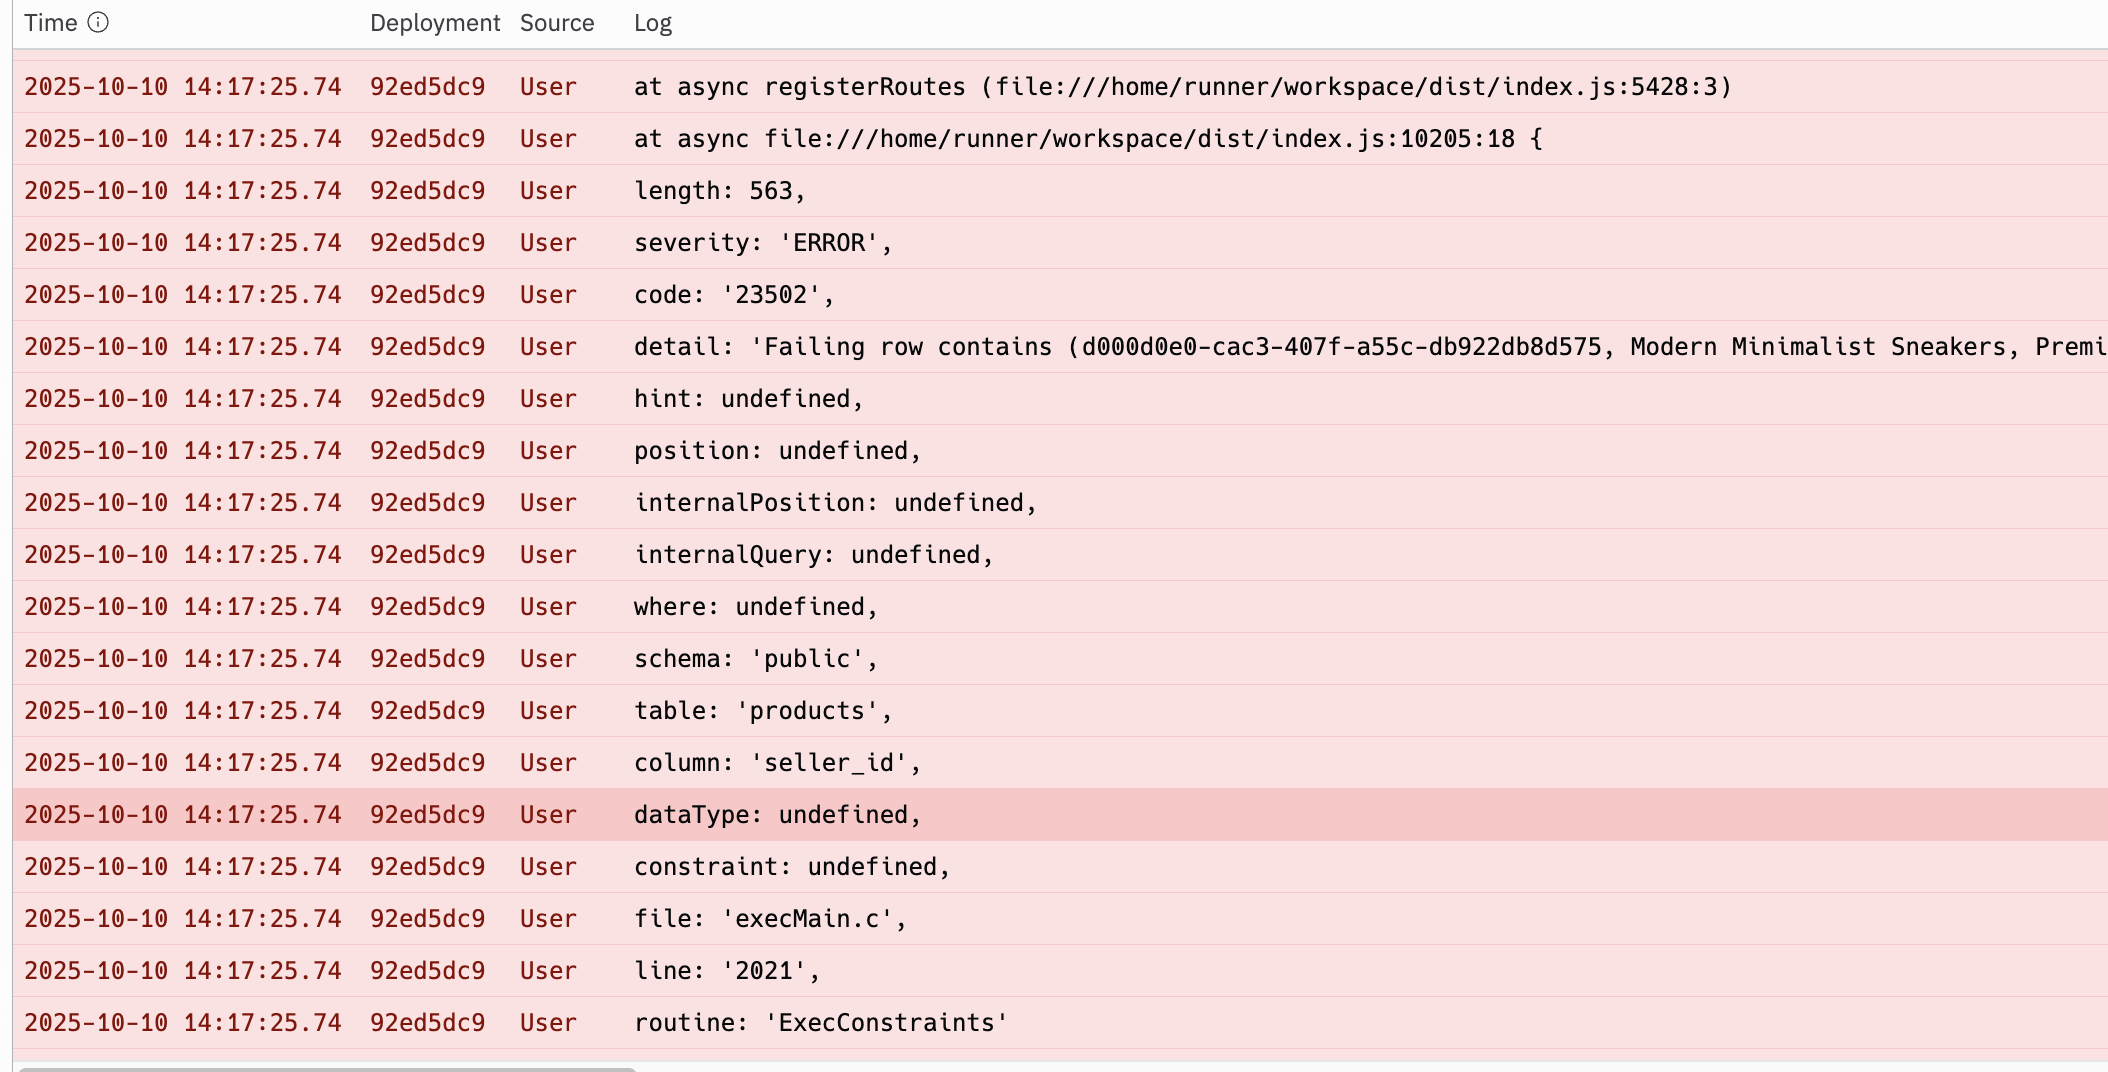 Time Deployment Source Log
2025-10-10 14:17:25.74 92ed5dc9 User at async registerRoutes (file:///home/runner/workspace/dist/index.js:5428:3)
2025-10-10 14:17:25.74 92ed5dc9 User at async file:///home/runner/workspace/dist/index.js:10205:18 {
2025-10-10 14:17:25.74 92ed5dc9 User length: 563,
2025-10-10 14:17:25.74 92ed5dc9 User severity: 'ERROR',
2025-10-10 14:17:25.74 92ed5dc9 User code: '23502',
2025-10-10 14:17:25.74 92ed5dc9 User detail: 'Failing row contains (d000d0e0-cac3-407f-a55c-db922db8d575, Modern Minimalist Sneakers, Premi
2025-10-10 14:17:25.74 92ed5dc9 User hint: undefined,
2025-10-10 14:17:25.74 92ed5dc9 User position: undefined,
2025-10-10 14:17:25.74 92ed5dc9 User internalPosition: undefined,
2025-10-10 14:17:25.74 92ed5dc9 User internalQuery: undefined,
2025-10-10 14:17:25.74 92ed5dc9 User where: undefined,
2025-10-10 14:17:25.74 92ed5dc9 User schema: 'public',
2025-10-10 14:17:25.74 92ed5dc9 User table: 'products',
2025-10-10 14:17:25.74 92ed5dc9 User column: 'seller_id',
2025-10-10 14:17:25.74 92ed5dc9 User dataType: undefined,
2025-10-10 14:17:25.74 92ed5dc9 User constraint: undefined,
2025-10-10 14:17:25.74 92ed5dc9 User file: 'execMain.c',
2025-10-10 14:17:25.74 92ed5dc9 User line: '2021',
2025-10-10 14:17:25.74 92ed5dc9 User routine: 'ExecConstraints'